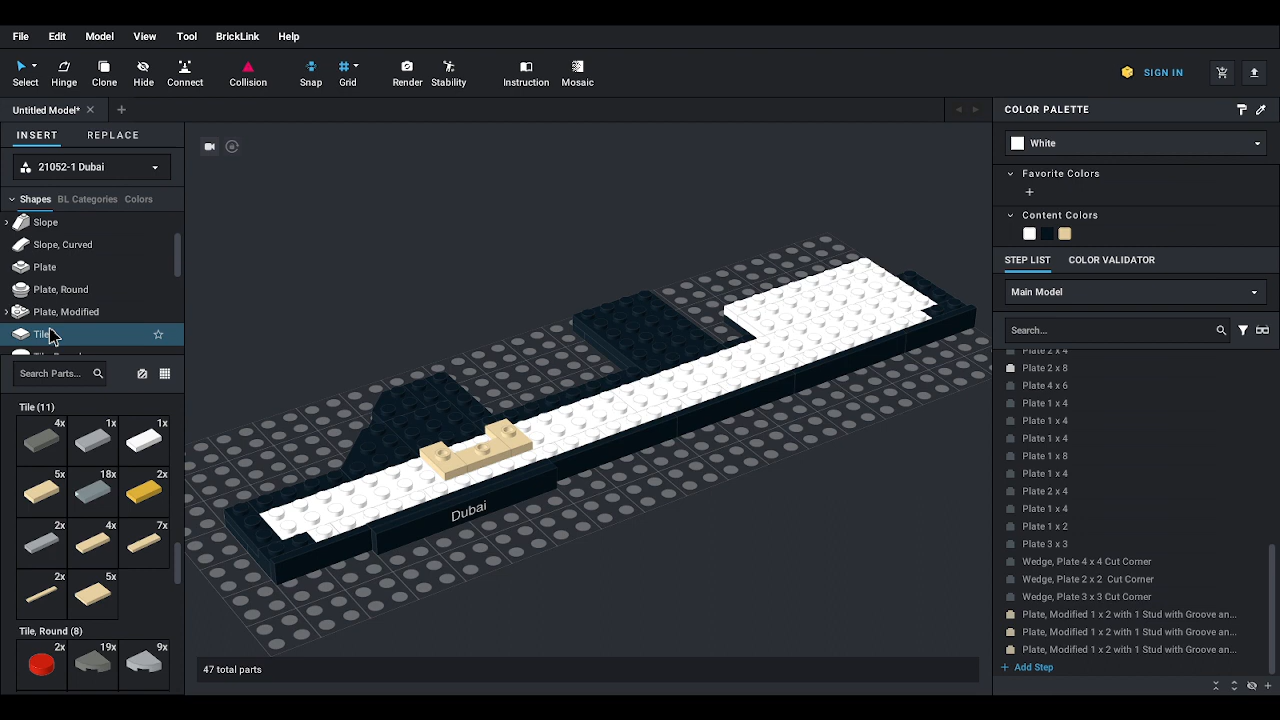 File Edit Model View Tool BrickLink Help
Select Hinge Clone Hide Connect Collision Snap Grid Render Stability Instruction Mosaic SIGN IN
Untitled Model*
INSERT REPLACE
21052-1 Dubai
Shapes BL Categories Colors
Slope
Slope, Curved
Plate
Plate, Round
Plate, Modified
Tile
Search Parts...
Tile (11)
4x 1x 1x
5x 18x 2x
2x 4x 7x
2x 5x
Tile, Round (8)
2x 19x 9x
Dubai
47 total parts
COLOR PALETTE
White
Favorite Colors
Content Colors
STEP LIST COLOR VALIDATOR
Main Model
Search...
Plate 2 x 4
Plate 2 x 8
Plate 4 x 6
Plate 1 x 4
Plate 1 x 4
Plate 1 x 4
Plate 1 x 8
Plate 1 x 4
Plate 2 x 4
Plate 1 x 4
Plate 1 x 2
Plate 3 x 3
Wedge, Plate 4 x 4 Cut Corner
Wedge, Plate 2 x 2 Cut Corner
Wedge, Plate 3 x 3 Cut Corner
Plate, Modified 1 x 2 with 1 Stud with Groove an...
Plate, Modified 1 x 2 with 1 Stud with Groove an...
Plate, Modified 1 x 2 with 1 Stud with Groove an...
+ Add Step